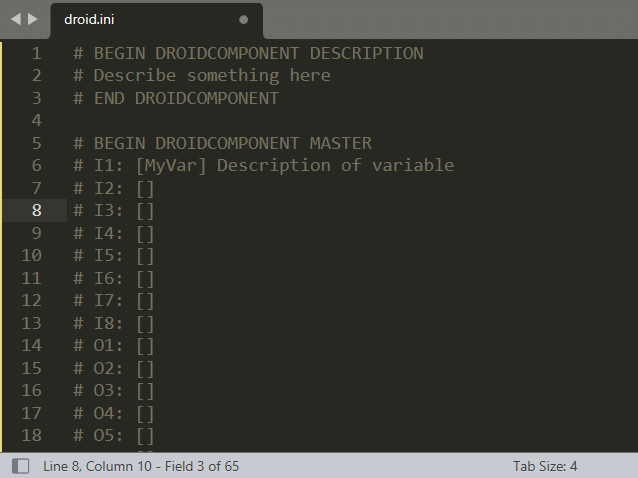 droid.ini
1 # BEGIN DROIDCOMPONENT DESCRIPTION
2 # Describe something here
3 # END DROIDCOMPONENT
4
5 # BEGIN DROIDCOMPONENT MASTER
6 # I1: [MyVar] Description of variable
7 # I2: []
8 # I3: []
9 # I4: []
10 # I5: []
11 # I6: []
12 # I7: []
13 # I8: []
14 # O1: []
15 # O2: []
16 # O3: []
17 # O4: []
18 # O5: []
Line 8, Column 10 - Field 3 of 65 Tab Size: 4